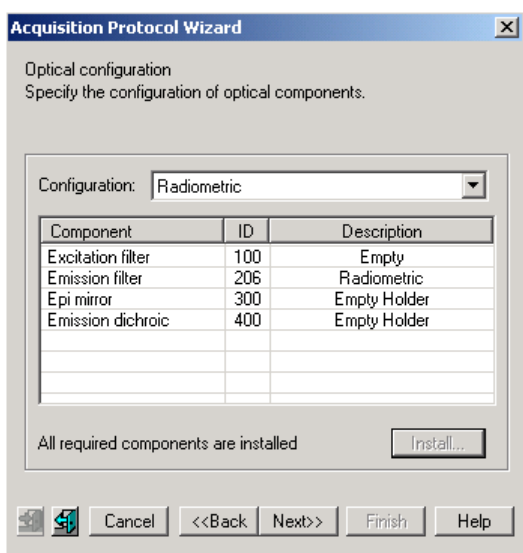 Acquisition Protocol Wizard
Optical configuration
Specify the configuration of optical components.
Configuration: Radiometric
Component ID Description
Excitation filter 100 Empty
Emission filter 206 Radiometric
Epi mirror 300 Empty Holder
Emission dichroic 400 Empty Holder
All required components are installed Install...
Cancel <<Back Next>> Finish Help